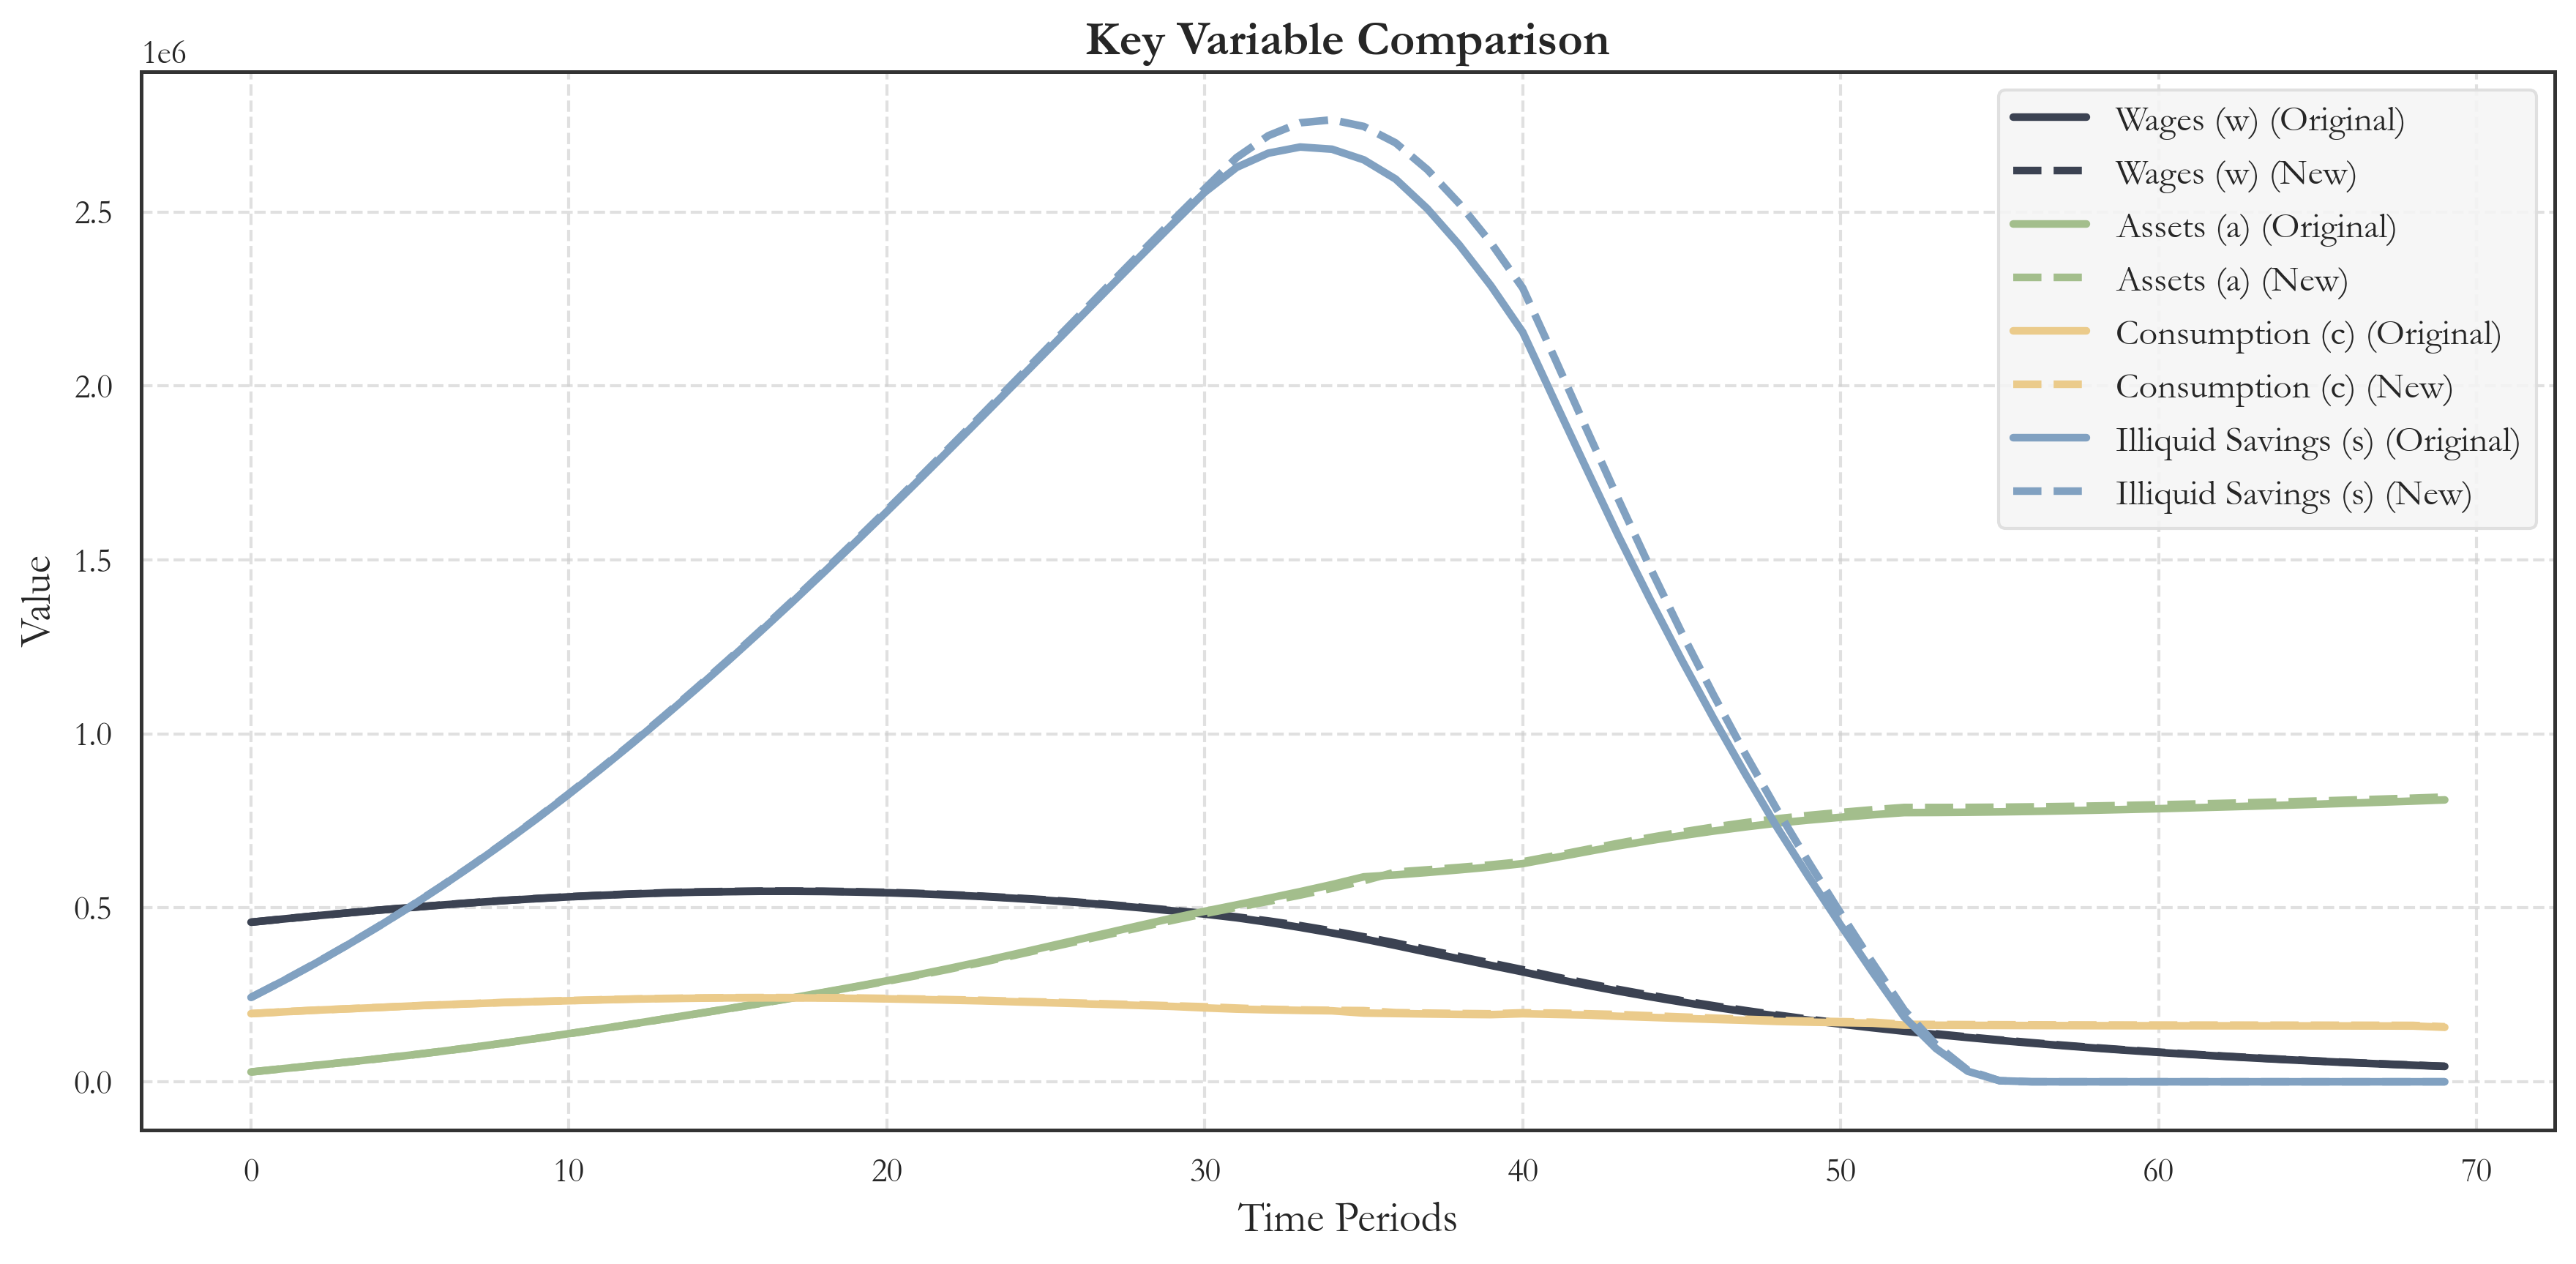 Key Variable Comparison
1e6
Wages (w) (Original)
Wages (w) (New)
Assets (a) (Original)
Assets (a) (New)
Consumption (c) (Original)
Consumption (c) (New)
Illiquid Savings (s) (Original)
Illiquid Savings (s) (New)
Value
2.5
2.0
1.5
1.0
0.5
0.0
0 10 20 30 40 50 60 70
Time Periods